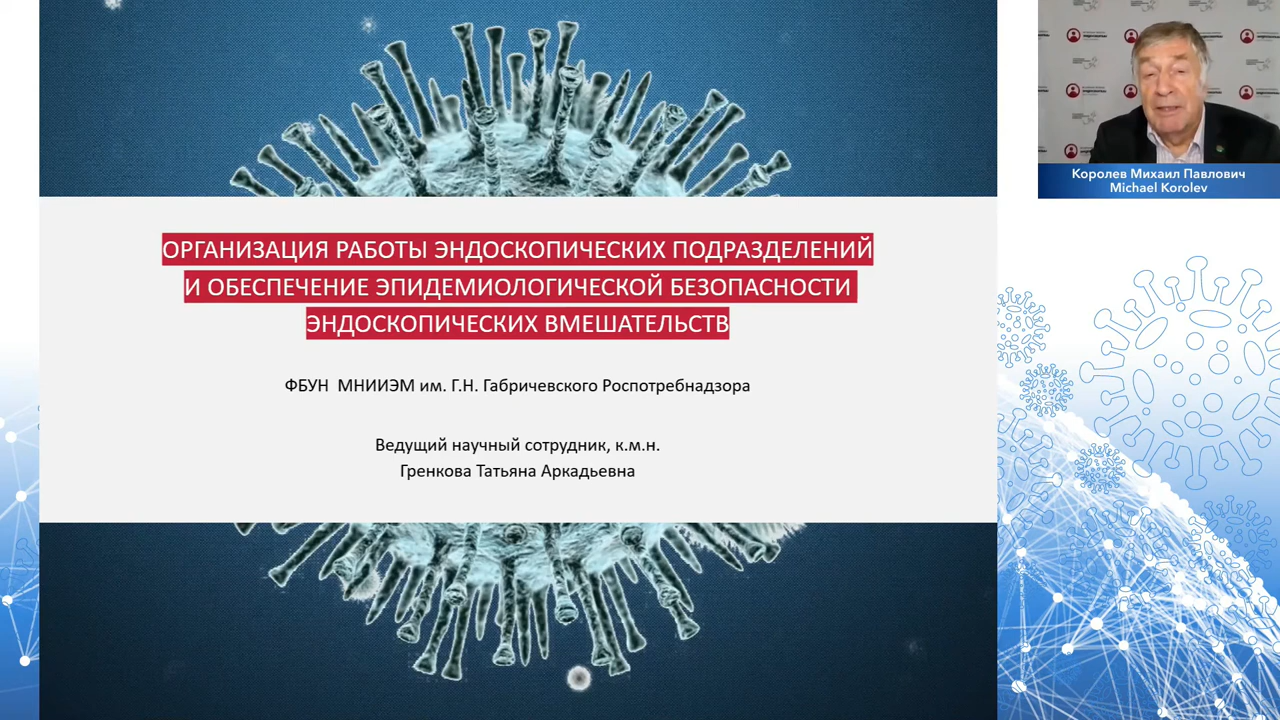 ОРГАНИЗАЦИЯ РАБОТЫ ЭНДОСКОПИЧЕСКИХ ПОДРАЗДЕЛЕНИЙ
И ОБЕСПЕЧЕНИЕ ЭПИДЕМИОЛОГИЧЕСКОЙ БЕЗОПАСНОСТИ
ЭНДОСКОПИЧЕСКИХ ВМЕШАТЕЛЬСТВ
ФБУН МНИИЭМ им. Г.Н. Габричевского Роспотребнадзора
Ведущий научный сотрудник, к.м.н.
Гренкова Татьяна Аркадьевна
Королев Михаил Павлович
Michael Korolev